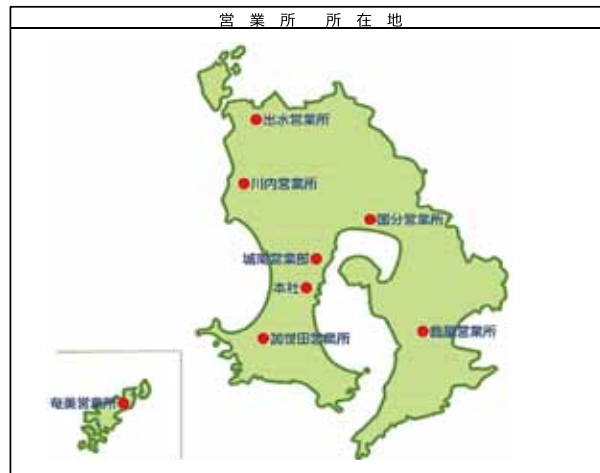 営業所 所在地
出水営業所
川内営業所
国分営業所
城南営業部
本社
加世田営業所
鹿屋営業所
奄美営業所